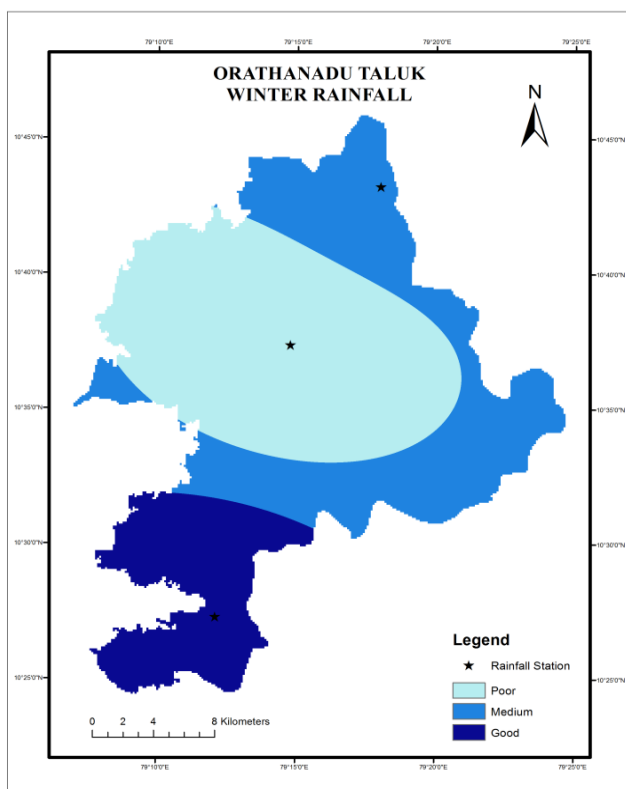 79°10'0"E
79°15'0"E
79°20'0"E
79°25'0"E
ORATHANADU TALUK
WINTER RAINFALL
N
10°45'0"N
10°45'0"N
10°40'0"N
10°40'0"N
10°35'0"N
10°35'0"N
10°30'0"N
10°30'0"N
10°25'0"N
10°25'0"N
Legend
Rainfall Station
Poor
Medium
Good
0 2 4 8 Kilometers
79°10'0"E
79°15'0"E
79°20'0"E
79°25'0"E